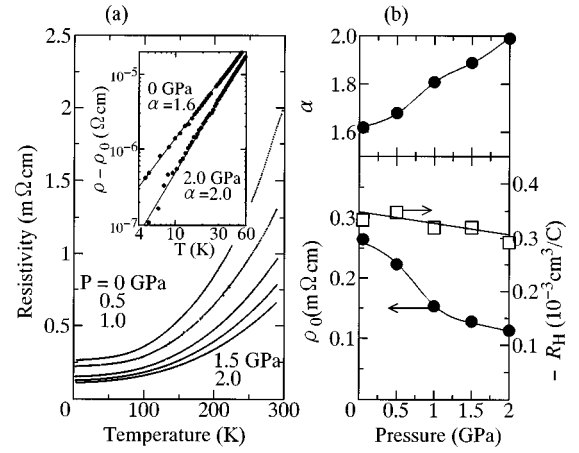 (a)
(b)
2.5
2
1.5
1
0.5
0
Resistivity (m Ω cm)
0
100
200
300
Temperature (K)
P = 0 GPa
0.5
1.0
1.5 GPa
2.0
10⁻⁵
10⁻⁶
10⁻⁷
ρ − ρ₀ (Ω cm)
0 GPa
α = 1.6
2.0 GPa
α = 2.0
4
10
30
60
T (K)
2.0
1.8
1.6
α
0.3
0.2
0.1
ρ₀ (m Ω cm)
0.4
0.3
0.2
0.1
− R_H (10⁻³ cm³/C)
0
0.5
1
1.5
2
Pressure (GPa)